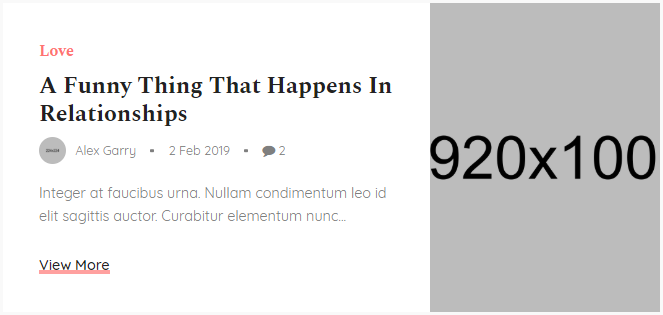 Love
A Funny Thing That Happens In
Relationships
Alex Garry 2 Feb 2019 2
Integer at faucibus urna. Nullam condimentum leo id
elit sagittis auctor. Curabitur elementum nunc...
View More
920x100